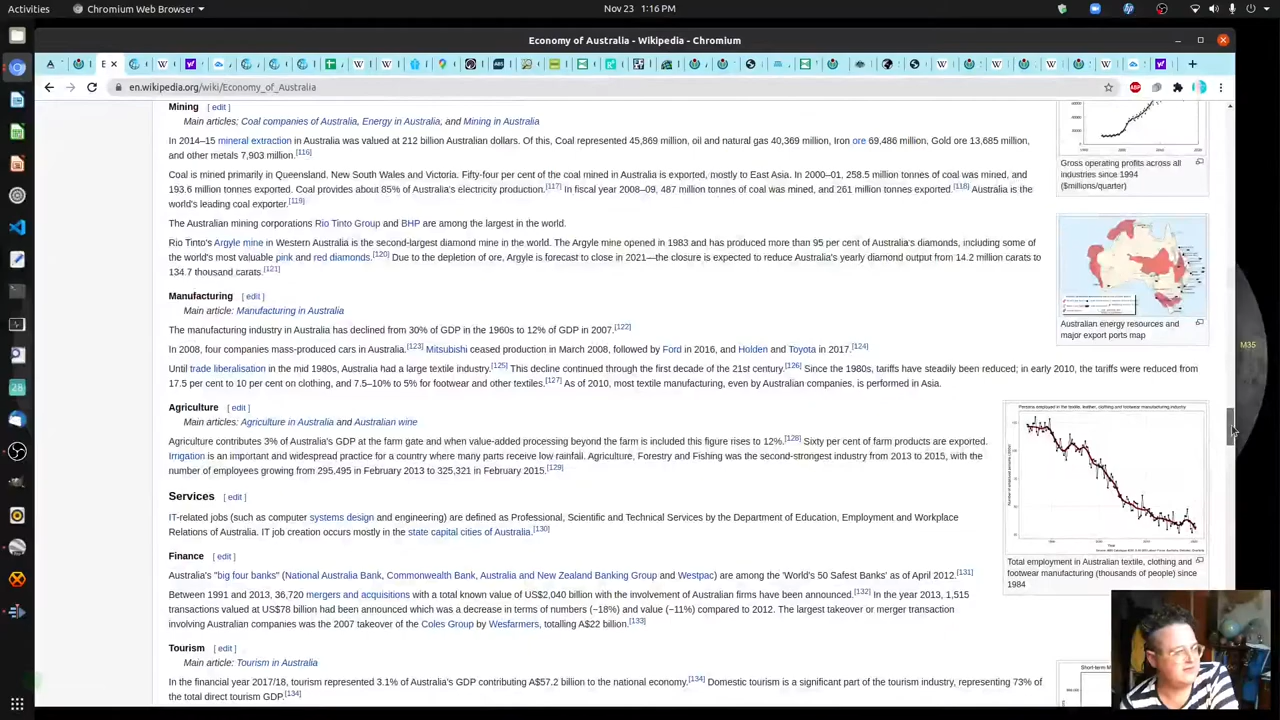 Activities
Chromium Web Browser
Nov 23 1:16 PM
Economy of Australia - Wikipedia - Chromium
en.wikipedia.org/wiki/Economy_of_Australia
Mining [ edit ]
Main articles: Coal companies of Australia, Energy in Australia, and Mining in Australia
In 2014–15 mineral extraction in Australia was valued at 212 billion Australian dollars. Of this, Coal represented 45,869 million, oil and natural gas 40,369 million, Iron ore 69,486 million, Gold ore 13,685 million,
and other metals 7,903 million.[116]
Coal is mined primarily in Queensland, New South Wales and Victoria. Fifty-four per cent of the coal mined in Australia is exported, mostly to East Asia. In 2000–01, 258.5 million tonnes of coal was mined, and
193.6 million tonnes exported. Coal provides about 85% of Australia's electricity production.[117] In fiscal year 2008–09, 487 million tonnes of coal was mined, and 261 million tonnes exported.[118] Australia is the
world's leading coal exporter.[119]
The Australian mining corporations Rio Tinto Group and BHP are among the largest in the world.
Rio Tinto's Argyle mine in Western Australia is the second-largest diamond mine in the world. The Argyle mine opened in 1983 and has produced more than 95 per cent of Australia's diamonds, including some of
the world's most valuable pink and red diamonds.[120] Due to the depletion of ore, Argyle is forecast to close in 2021—the closure is expected to reduce Australia's yearly diamond output from 14.2 million carats to
134.7 thousand carats.[121]
Gross operating profits across all
industries since 1994
($millions/quarter)
Australian energy resources and
major export ports map
Manufacturing [ edit ]
Main article: Manufacturing in Australia
The manufacturing industry in Australia has declined from 30% of GDP in the 1960s to 12% of GDP in 2007.[122]
In 2008, four companies mass-produced cars in Australia.[123] Mitsubishi ceased production in March 2008, followed by Ford in 2016, and Holden and Toyota in 2017.[124]
Until trade liberalisation in the mid 1980s, Australia had a large textile industry.[125] This decline continued through the first decade of the 21st century.[126] Since the 1980s, tariffs have steadily been reduced; in early 2010, the tariffs were reduced from
17.5 per cent to 10 per cent on clothing, and 7.5–10% to 5% for footwear and other textiles.[127] As of 2010, most textile manufacturing, even by Australian companies, is performed in Asia.
Agriculture [ edit ]
Main articles: Agriculture in Australia and Australian wine
Agriculture contributes 3% of Australia's GDP at the farm gate and when value-added processing beyond the farm is included this figure rises to 12%.[128] Sixty per cent of farm products are exported.
Irrigation is an important and widespread practice for a country where many parts receive low rainfall. Agriculture, Forestry and Fishing was the second-strongest industry from 2013 to 2015, with the
number of employees growing from 295,495 in February 2013 to 325,321 in February 2015.[129]
Persons employed in the textile, leather, clothing and footwear manufacturing industry
Total employment in Australian textile, clothing and
footwear manufacturing (thousands of people) since
1984
Services [ edit ]
IT-related jobs (such as computer systems design and engineering) are defined as Professional, Scientific and Technical Services by the Department of Education, Employment and Workplace
Relations of Australia. IT job creation occurs mostly in the state capital cities of Australia.[130]
Finance [ edit ]
Australia's "big four banks" (National Australia Bank, Commonwealth Bank, Australia and New Zealand Banking Group and Westpac) are among the 'World's 50 Safest Banks' as of April 2012.[131]
Between 1991 and 2013, 36,720 mergers and acquisitions with a total known value of US$2,040 billion with the involvement of Australian firms have been announced.[132] In the year 2013, 1,515
transactions valued at US$78 billion had been announced which was a decrease in terms of numbers (−18%) and value (−11%) compared to 2012. The largest takeover or merger transaction
involving Australian companies was the 2007 takeover of the Coles Group by Wesfarmers, totalling A$22 billion.[133]
Tourism [ edit ]
Main article: Tourism in Australia
In the financial year 2017/18, tourism represented 3.1% of Australia's GDP contributing A$57.2 billion to the national economy.[134] Domestic tourism is a significant part of the tourism industry, representing 73% of
the total direct tourism GDP.[134]
M35